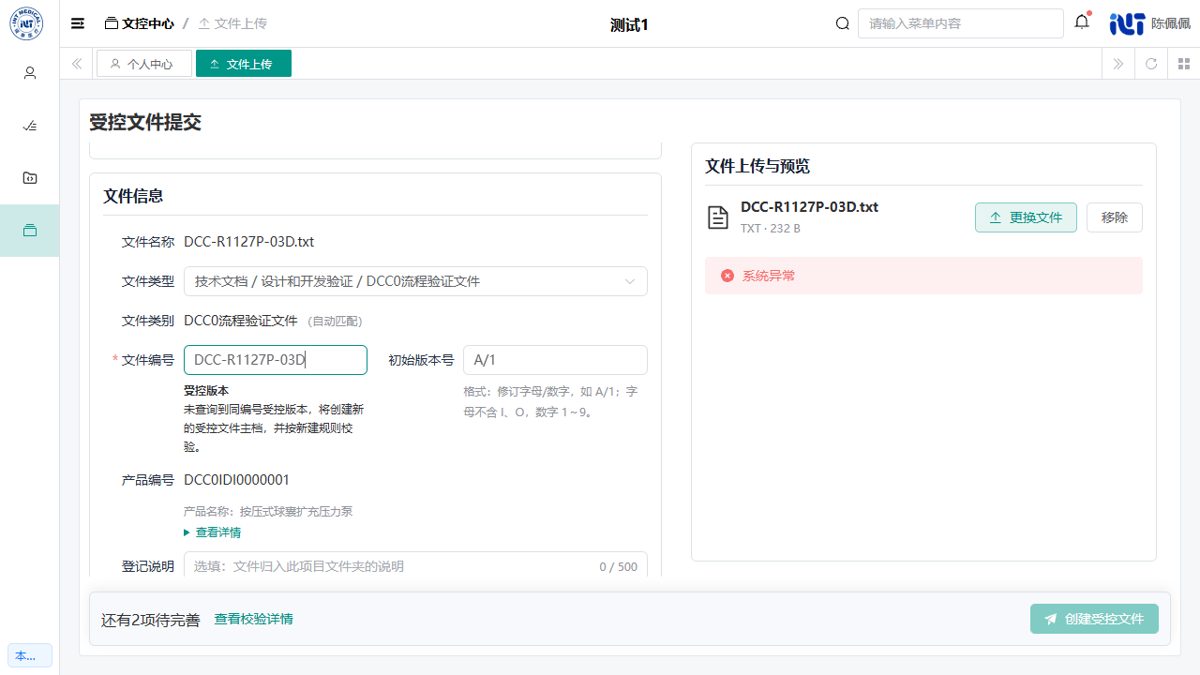 文控中心 / 文件上传
测试1
请输入菜单内容
iNT 陈佩佩
个人中心
文件上传
受控文件提交
文件信息
文件名称 DCC-R1127P-03D.txt
文件类型 技术文档 / 设计和开发验证 / DCC0流程验证文件
文件类别 DCC0流程验证文件 (自动匹配)
* 文件编号 DCC-R1127P-03D 初始版本号 A/1
受控版本
未查询到同编号受控版本，将创建新
的受控文件主档，并按新建规则校
验。
格式：修订字母/数字，如 A/1；字
母不含 I、O，数字 1～9。
产品编号 DCC0IDI0000001
产品名称：按压式球囊扩充压力泵
查看详情
登记说明 选填：文件归入此项目文件夹的说明 0 / 500
文件上传与预览
DCC-R1127P-03D.txt
TXT · 232 B
更换文件
移除
系统异常
还有2项待完善 查看校验详情
创建受控文件
本...